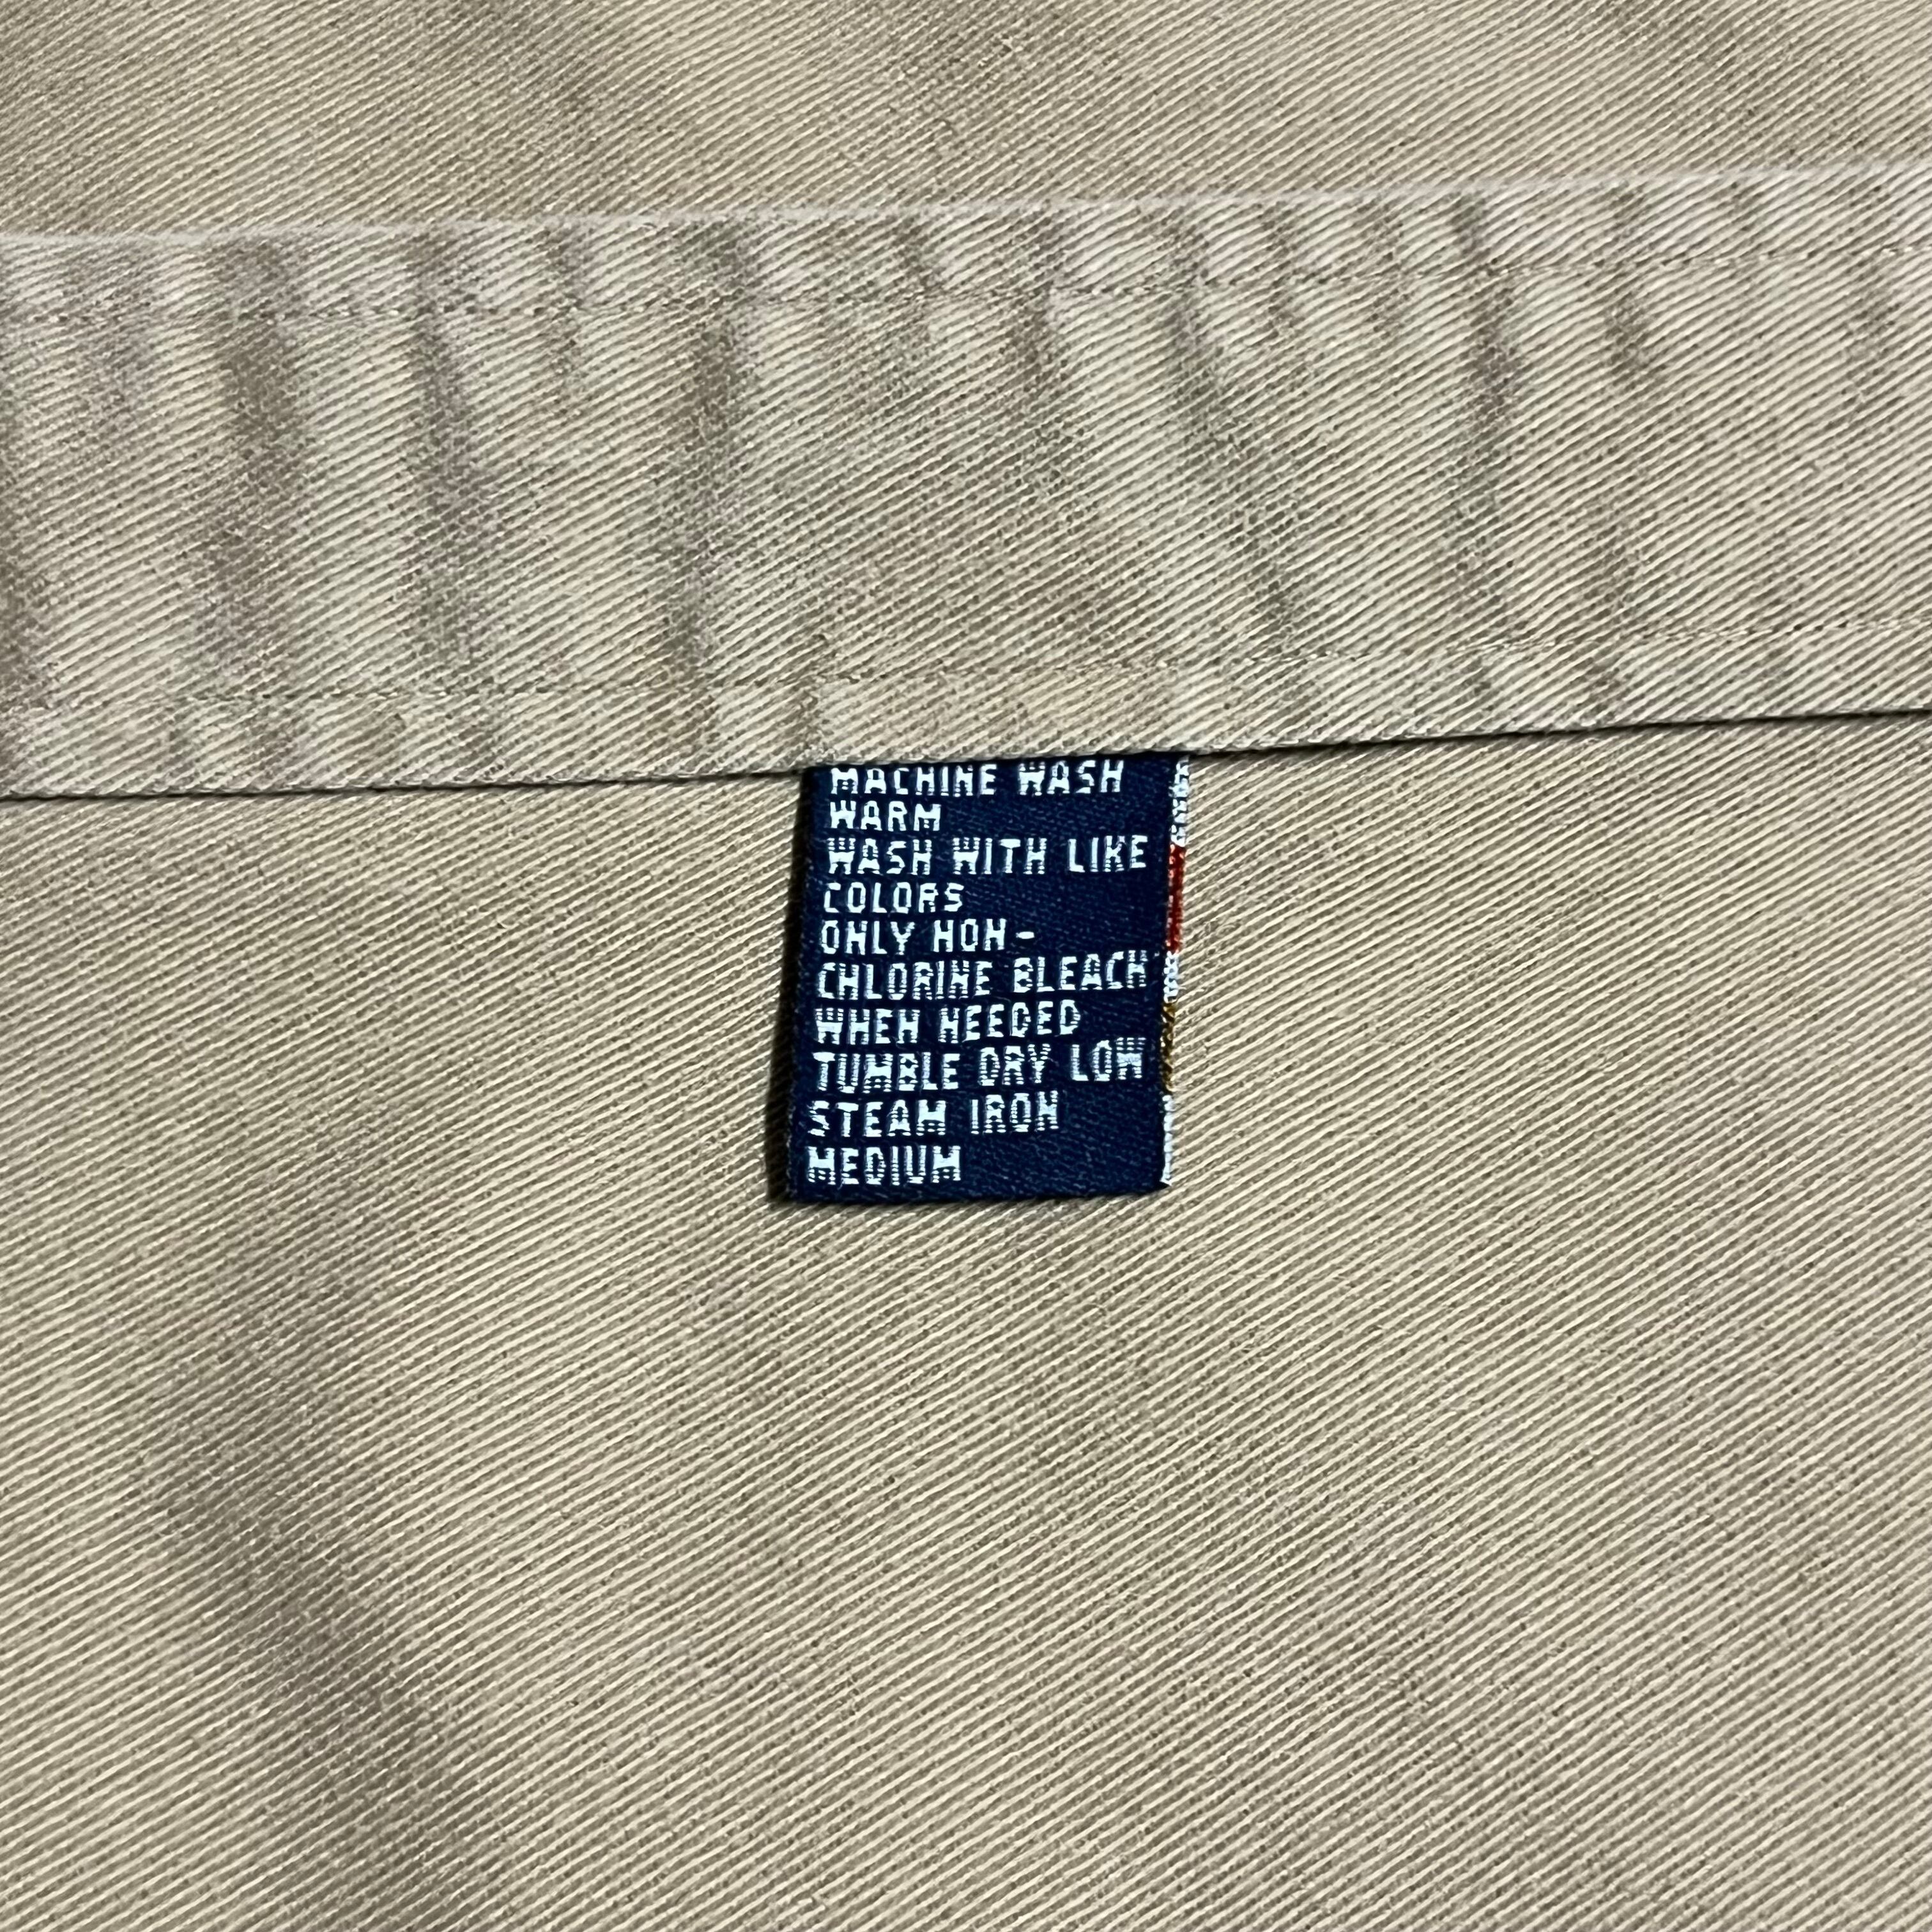 MACHINE WASH
WARM
WASH WITH LIKE
COLORS
ONLY NON-
CHLORINE BLEACH
WHEN NEEDED
TUMBLE DRY LOW
STEAM IRON
MEDIUM